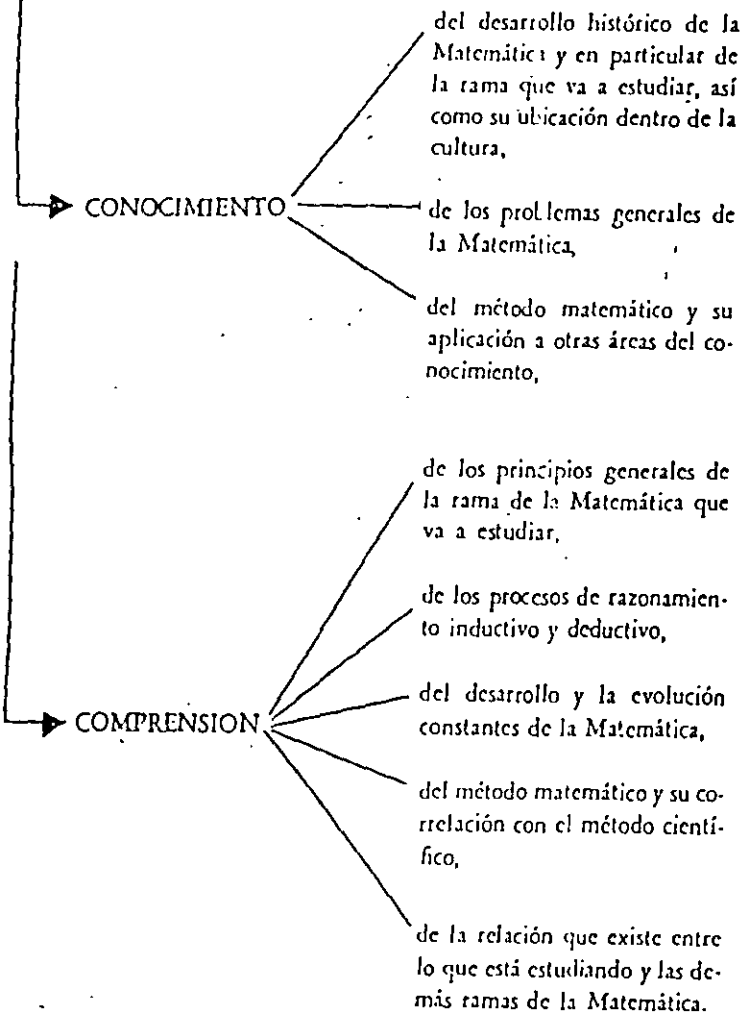 del desarrollo histórico de la
Matemática y en particular de
la rama que va a estudiar, así
como su ubicación dentro de la
cultura,
CONOCIMIENTO
de los problemas generales de
la Matemática,
del método matemático y su
aplicación a otras áreas del co-
nocimiento,
de los principios generales de
la rama de la Matemática que
va a estudiar,
de los procesos de razonamien-
to inductivo y deductivo,
del desarrollo y la evolución
constantes de la Matemática,
COMPRENSION
del método matemático y su co-
rrelación con el método cientí-
fico,
de la relación que existe entre
lo que está estudiando y las de-
más ramas de la Matemática.